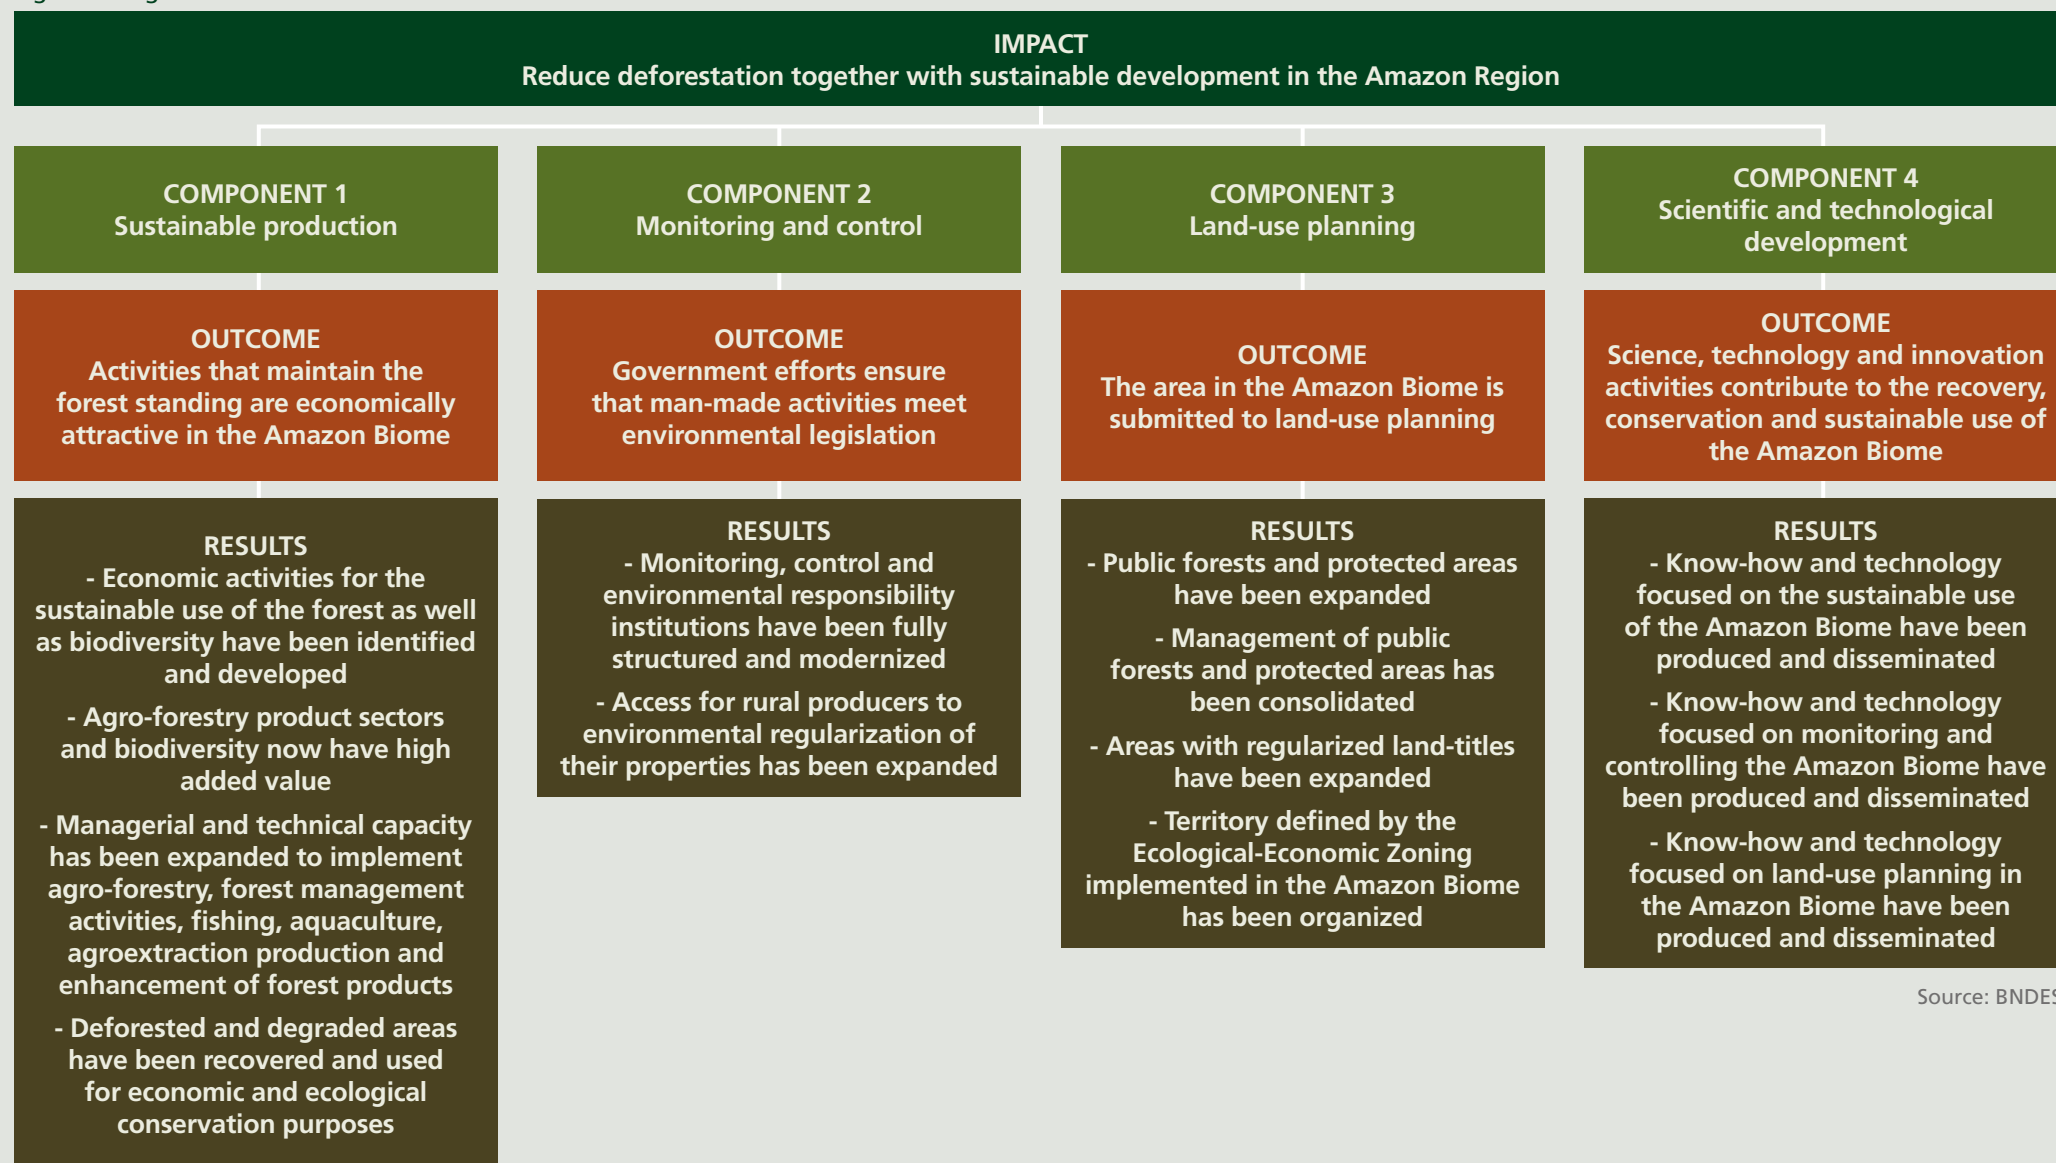 IMPACT
Reduce deforestation together with sustainable development in the Amazon Region
COMPONENT 1
Sustainable production
COMPONENT 2
Monitoring and control
COMPONENT 3
Land-use planning
COMPONENT 4
Scientific and technological
development
OUTCOME
Activities that maintain the
forest standing are economically
attractive in the Amazon Biome
OUTCOME
Government efforts ensure
that man-made activities meet
environmental legislation
OUTCOME
The area in the Amazon Biome is
submitted to land-use planning
OUTCOME
Science, technology and innovation
activities contribute to the recovery,
conservation and sustainable use of
the Amazon Biome
RESULTS
- Economic activities for the
sustainable use of the forest as well
as biodiversity have been identified
and developed
- Agro-forestry product sectors
and biodiversity now have high
added value
- Managerial and technical capacity
has been expanded to implement
agro-forestry, forest management
activities, fishing, aquaculture,
agroextraction production and
enhancement of forest products
- Deforested and degraded areas
have been recovered and used
for economic and ecological
conservation purposes
RESULTS
- Monitoring, control and
environmental responsibility
institutions have been fully
structured and modernized
- Access for rural producers to
environmental regularization of
their properties has been expanded
RESULTS
- Public forests and protected areas
have been expanded
- Management of public
forests and protected areas has
been consolidated
- Areas with regularized land-titles
have been expanded
- Territory defined by the
Ecological-Economic Zoning
implemented in the Amazon Biome
has been organized
RESULTS
- Know-how and technology
focused on the sustainable use
of the Amazon Biome have been
produced and disseminated
- Know-how and technology
focused on monitoring and
controlling the Amazon Biome have
been produced and disseminated
- Know-how and technology
focused on land-use planning in
the Amazon Biome have been
produced and disseminated
Source: BNDES